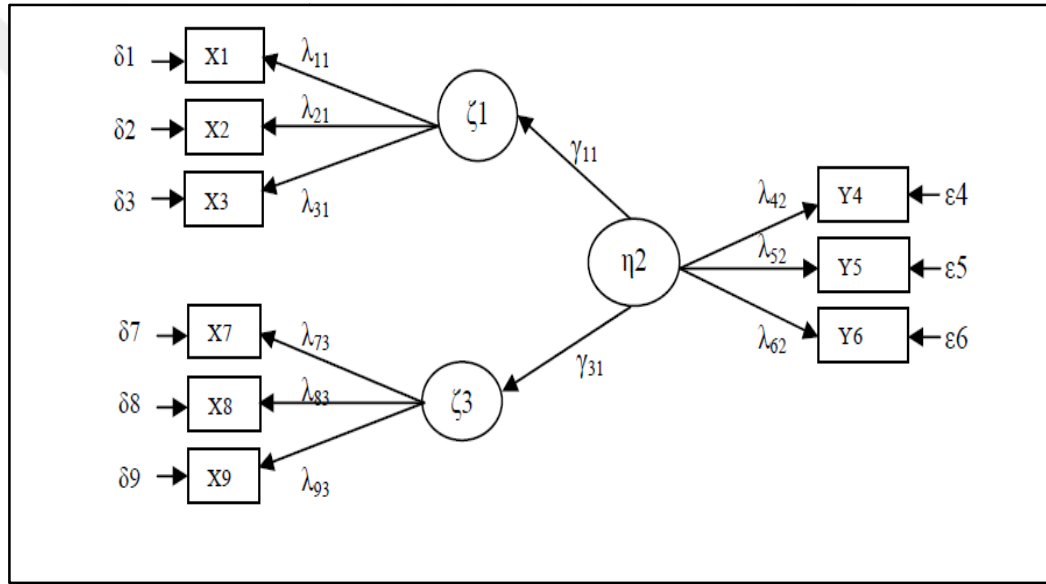 δ1 X1 λ11
δ2 X2 λ21 ζ1
δ3 X3 λ31
γ11
λ42 Y4 ε4
η2 λ52 Y5 ε5
λ62 Y6 ε6
γ31
δ7 X7 λ73
δ8 X8 λ83 ζ3
δ9 X9 λ93